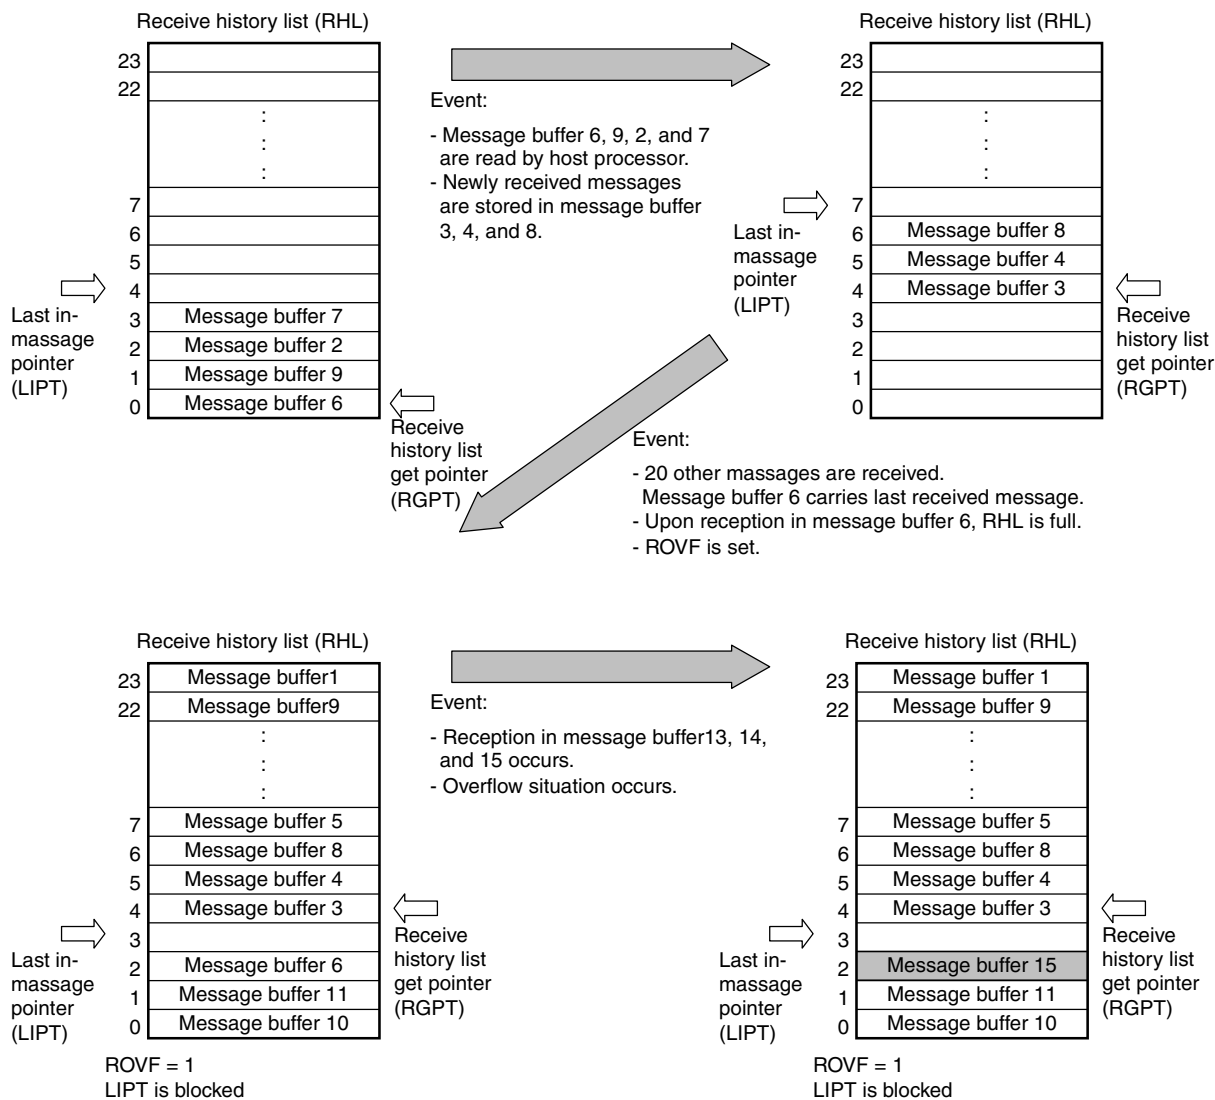 Receive history list (RHL)
23
22
:
:
:
7
6
5
4
3 Message buffer 7
2 Message buffer 2
1 Message buffer 9
0 Message buffer 6
Last in-
massage
pointer
(LIPT)
Receive
history list
get pointer
(RGPT)
Event:
- Message buffer 6, 9, 2, and 7
are read by host processor.
- Newly received messages
are stored in message buffer
3, 4, and 8.
Receive history list (RHL)
23
22
:
:
:
7
6 Message buffer 8
5 Message buffer 4
4 Message buffer 3
3
2
1
0
Last in-
massage
pointer
(LIPT)
Receive
history list
get pointer
(RGPT)
Event:
- 20 other massages are received.
Message buffer 6 carries last received message.
- Upon reception in message buffer 6, RHL is full.
- ROVF is set.
Receive history list (RHL)
23 Message buffer1
22 Message buffer9
:
:
:
7 Message buffer 5
6 Message buffer 8
5 Message buffer 4
4 Message buffer 3
3
2 Message buffer 6
1 Message buffer 11
0 Message buffer 10
Last in-
massage
pointer
(LIPT)
Receive
history list
get pointer
(RGPT)
ROVF = 1
LIPT is blocked
Event:
- Reception in message buffer13, 14,
and 15 occurs.
- Overflow situation occurs.
Receive history list (RHL)
23 Message buffer 1
22 Message buffer 9
:
:
:
7 Message buffer 5
6 Message buffer 8
5 Message buffer 4
4 Message buffer 3
3
2 Message buffer 15
1 Message buffer 11
0 Message buffer 10
Last in-
massage
pointer
(LIPT)
Receive
history list
get pointer
(RGPT)
ROVF = 1
LIPT is blocked